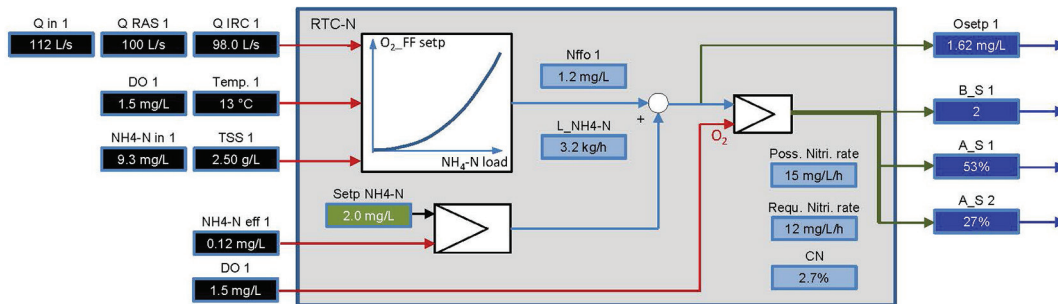 Q in 1
Q RAS 1
Q IRC 1
112 L/s
100 L/s
98.0 L/s
DO 1
Temp. 1
1.5 mg/L
13 °C
NH4-N in 1
TSS 1
9.3 mg/L
2.50 g/L
NH4-N eff 1
0.12 mg/L
DO 1
1.5 mg/L
RTC-N
O₂_FF setp
NH₄-N load
Setp NH4-N
2.0 mg/L
Nffo 1
1.2 mg/L
+
L_NH4-N
3.2 kg/h
O₂
Poss. Nitri. rate
15 mg/L/h
Requ. Nitri. rate
12 mg/L/h
CN
2.7%
Osetp 1
1.62 mg/L
B_S 1
2
A_S 1
53%
A_S 2
27%